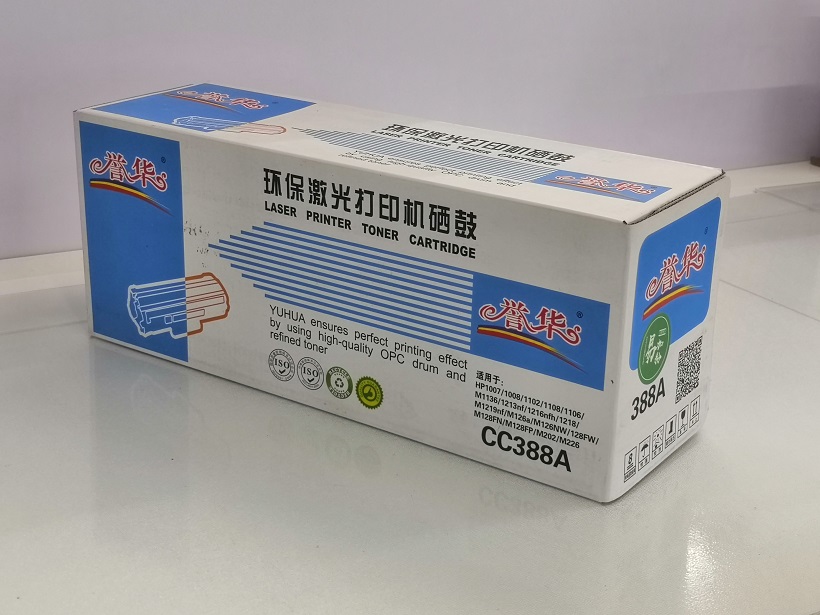 誉华
®
环保激光打印机硒鼓
LASER PRINTER TONER CARTRIDGE
誉华
®
环保激光打印机硒鼓
LASER PRINTER TONER CARTRIDGE
YUHUA ensures perfect printing effect
by using high-quality OPC drum and
refined toner
誉华
®
ISO
ISO
适用于:
HP1007/1008/1102/1108/1106/
M1136/1213nf/1216nfh/1218/
M1219nf/M126a/M126NW/128FW/
M128FN/M128FP/M202/M226
CC388A
誉华
®
388A